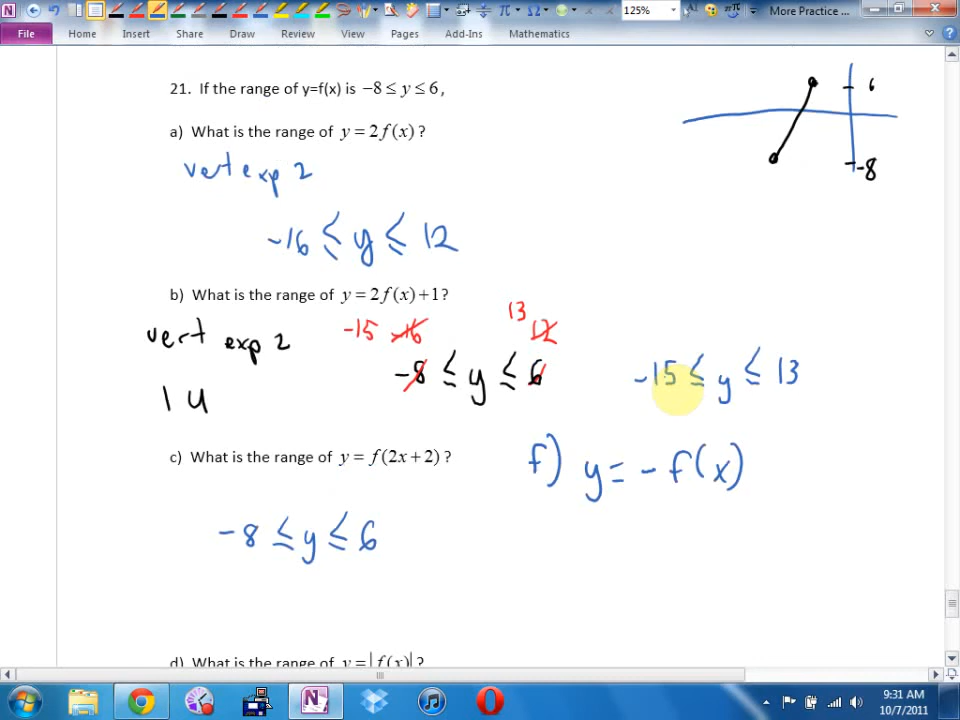 125%
More Practice ...
File Home Insert Share Draw Review View Pages Add-Ins Mathematics
21. If the range of y=f(x) is −8 ≤ y ≤ 6,
6
-8
a) What is the range of y = 2f(x)?
vert exp 2
-16 ≤ y ≤ 12
b) What is the range of y = 2f(x)+1?
vert exp 2
-15 -16 13 12
-8 ≤ y ≤ 6
-15 ≤ y ≤ 13
1 U
c) What is the range of y = f(2x+2)?
f) y = -f(x)
-8 ≤ y ≤ 6
d) What is the range of y = |f(x)|?
9:31 AM
10/7/2011